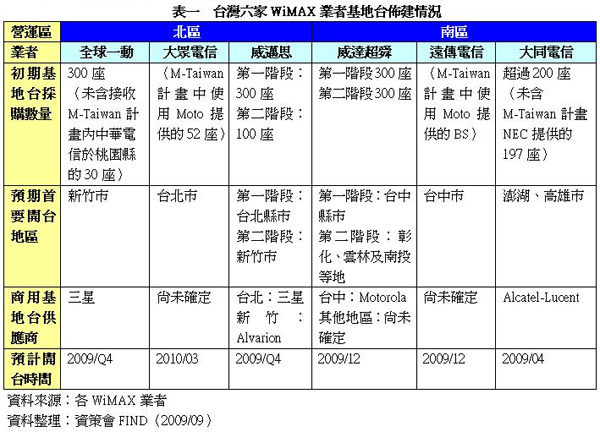 表一　台灣六家 WiMAX 業者基地台佈建情況
營運區 北區 南區
業者 全球一動 大眾電信 威邁思 威達超舜 遠傳電信 大同電信
初期基地台採購數量
300 座
（未含接收
M-Taiwan 計
畫內中華電
信於桃園縣
的 30 座）
（M-Taiwan
計畫中使
用 Moto 提
供的 52 座）
第一階段：
300 座
第二階段：
100 座
第一階段 300 座
第二階段 300 座
（M-Taiwan
計畫中使
用 Moto 提
供的 BS）
超過 200 座
（未含
M-Taiwan 計畫
NEC 提供的
197 座）
預期首要開台地區
新竹市
台北市
第一階段：
台北縣市
第二階段：
新竹市
第一階段：台中
縣市
第二階段：彰
化、雲林及南投
等地
台中市
澎湖、高雄市
商用基地台供應商
三星
尚未確定
台北：三星
新竹：
Alvarion
台中：Motorola
其他地區：尚未
確定
尚未確定
Alcatel-Lucent
預計開台時間
2009/Q4
2010/03
2009/Q4
2009/12
2009/12
2009/04
資料來源：各 WiMAX 業者
資料整理：資策會 FIND（2009/09）